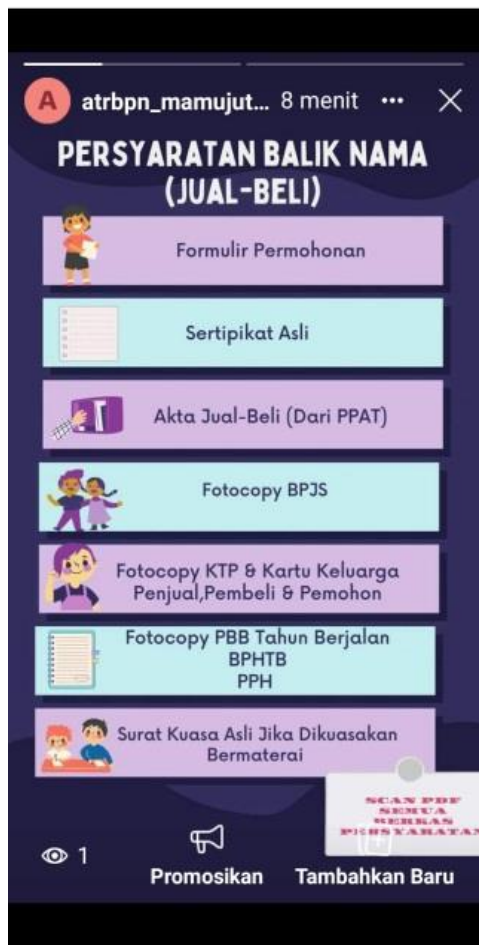 A
atrbpn_mamujut... 8 menit
PERSYARATAN BALIK NAMA
(JUAL-BELI)
Formulir Permohonan
Sertipikat Asli
Akta Jual-Beli (Dari PPAT)
Fotocopy BPJS
Fotocopy KTP & Kartu Keluarga
Penjual,Pembeli & Pemohon
Fotocopy PBB Tahun Berjalan
BPHTB
PPH
Surat Kuasa Asli Jika Dikuasakan
Bermaterai
SCAN PDF
SEMUA
BERKAS
PERSYARATAN
1
Promosikan
Tambahkan Baru